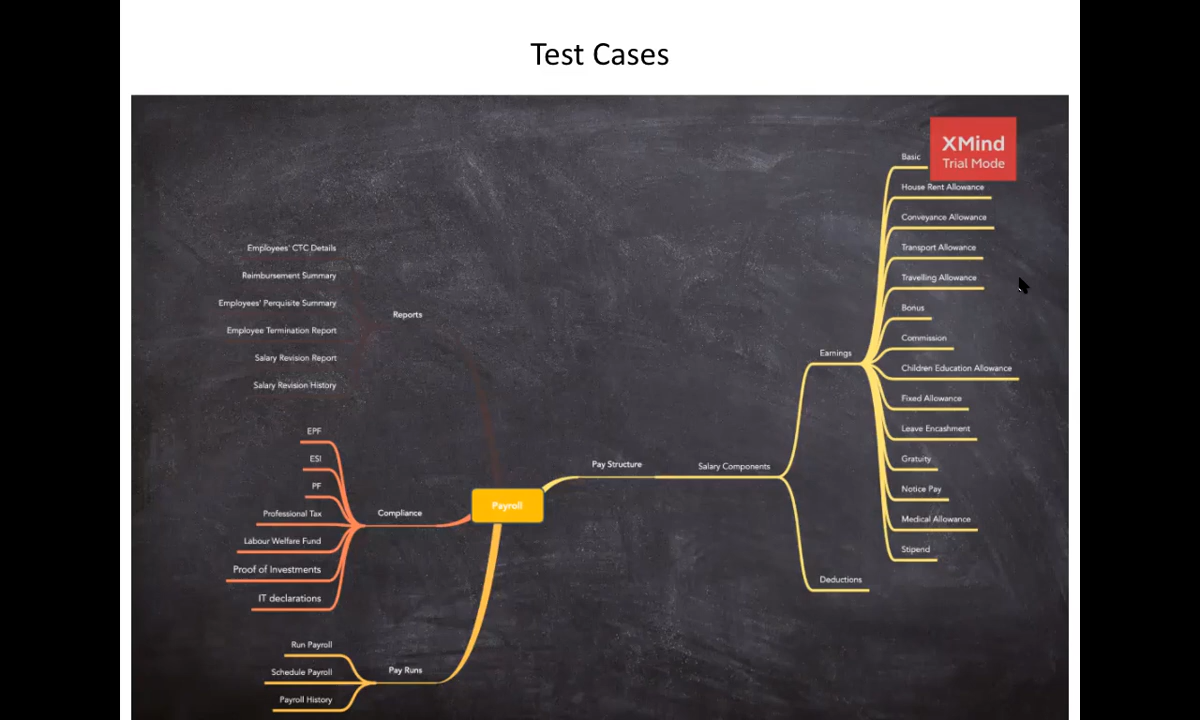 Test Cases
XMind
Trial Mode
Basic
House Rent Allowance
Conveyance Allowance
Transport Allowance
Travelling Allowance
Bonus
Commission
Children Education Allowance
Fixed Allowance
Leave Encashment
Gratuity
Notice Pay
Medical Allowance
Stipend
Earnings
Deductions
Salary Components
Pay Structure
Payroll
Reports
Employees' CTC Details
Reimbursement Summary
Employees' Perquisite Summary
Employee Termination Report
Salary Revision Report
Salary Revision History
Compliance
EPF
ESI
PF
Professional Tax
Labour Welfare Fund
Proof of Investments
IT declarations
Pay Runs
Run Payroll
Schedule Payroll
Payroll History